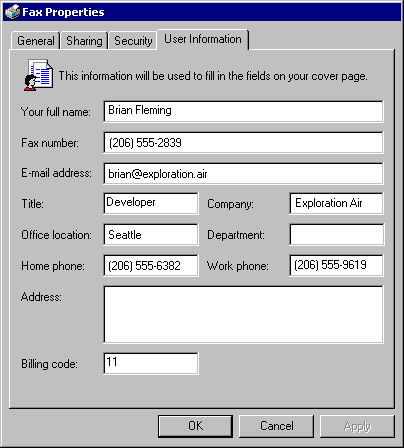 Fax Properties
General Sharing Security User Information
This information will be used to fill in the fields on your cover page.
Your full name: Brian Fleming
Fax number: (206) 555-2839
E-mail address: brian@exploration.air
Title: Developer Company: Exploration Air
Office location: Seattle Department:
Home phone: (206) 555-6382 Work phone: (206) 555-9619
Address:
Billing code: 11
OK Cancel Apply